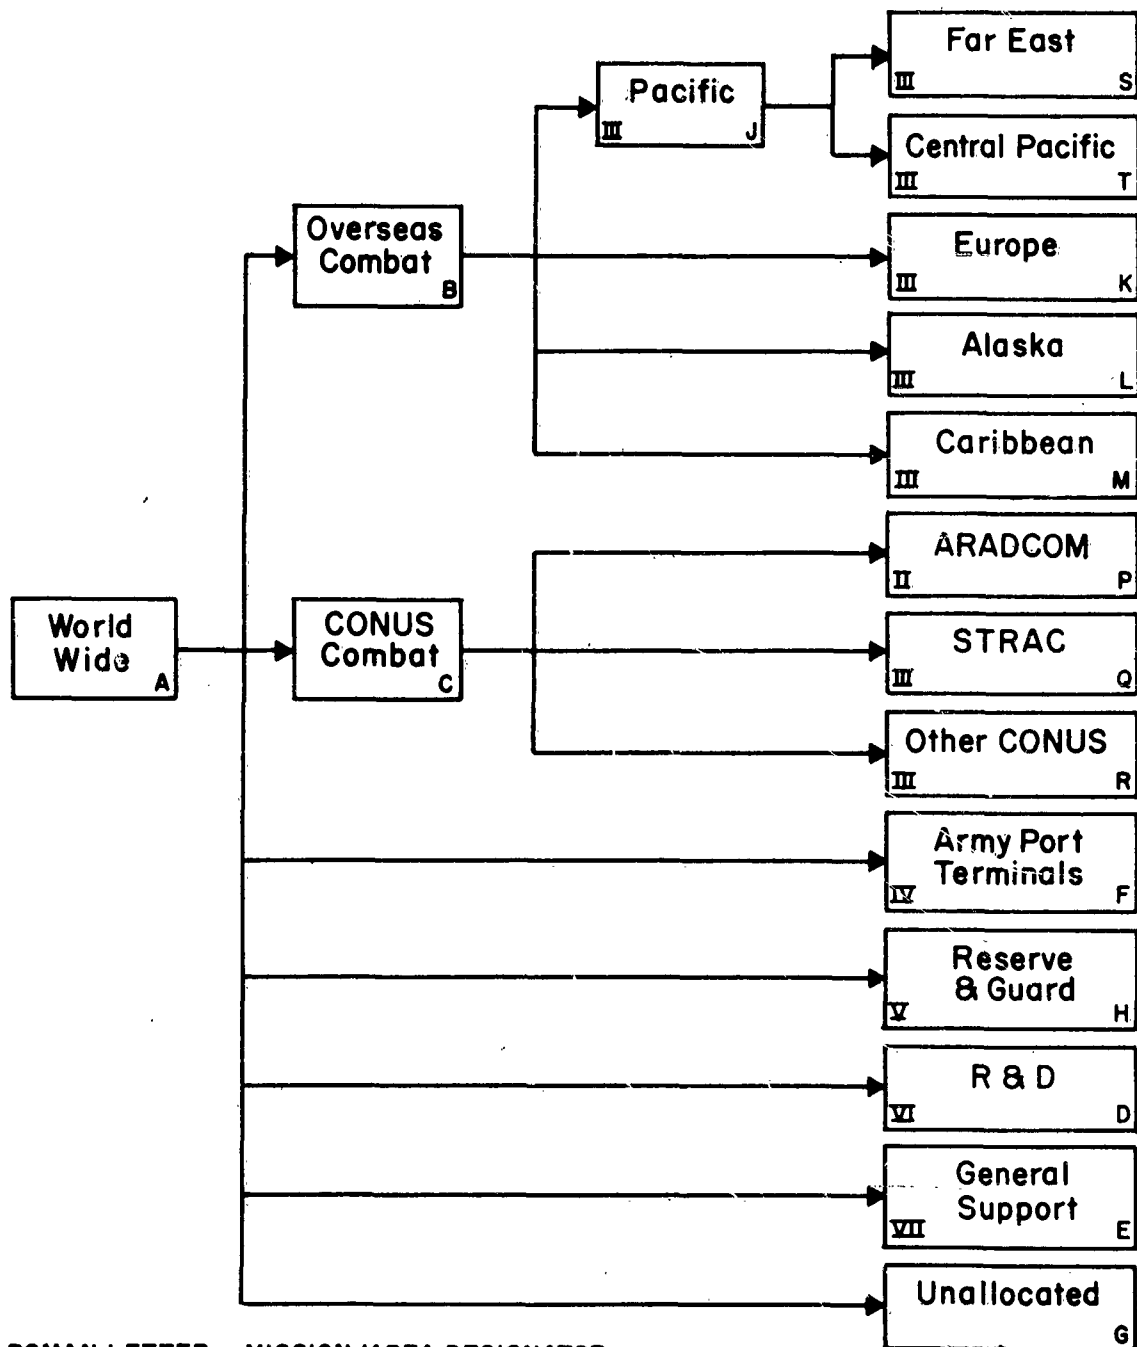 Far East
III S
Pacific
III J
Central Pacific
III T
Overseas
Combat
B
Europe
III K
Alaska
III L
Caribbean
III M
ARADCOM
II P
World
Wide
A
CONUS
Combat
C
STRAC
III Q
Other CONUS
III R
Army Port
Terminals
IV F
Reserve
& Guard
V H
R & D
VI D
General
Support
VII E
Unallocated
G